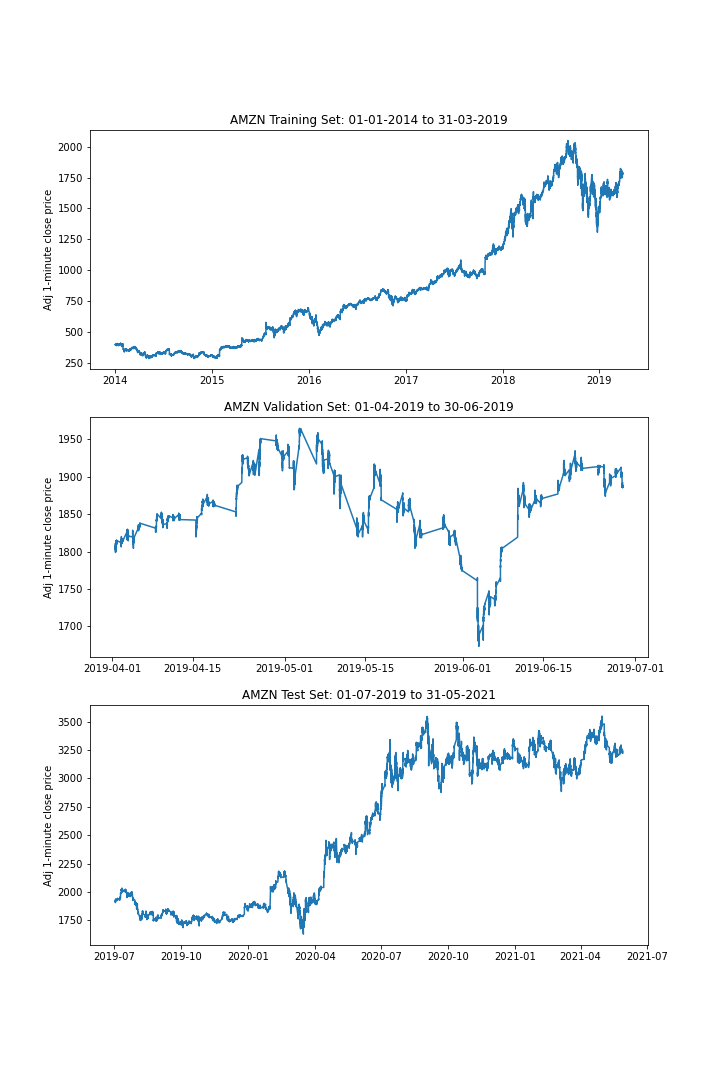 AMZN Training Set: 01-01-2014 to 31-03-2019
Adj 1-minute close price
2000
1750
1500
1250
1000
750
500
250
2014 2015 2016 2017 2018 2019
AMZN Validation Set: 01-04-2019 to 30-06-2019
Adj 1-minute close price
1950
1900
1850
1800
1750
1700
2019-04-01 2019-04-15 2019-05-01 2019-05-15 2019-06-01 2019-06-15 2019-07-01
AMZN Test Set: 01-07-2019 to 31-05-2021
Adj 1-minute close price
3500
3250
3000
2750
2500
2250
2000
1750
2019-07 2019-10 2020-01 2020-04 2020-07 2020-10 2021-01 2021-04 2021-07